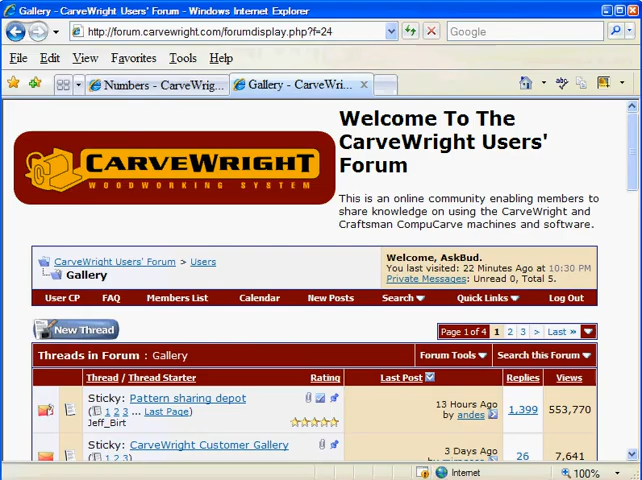 Gallery - CarveWright Users' Forum - Windows Internet Explorer
http://forum.carvewright.com/forumdisplay.php?f=24
Google
File Edit View Favorites Tools Help
Numbers - CarveWrig...
Gallery - CarveWri...
CARVEWRIGHT
WOODWORKING SYSTEM
Welcome To The
CarveWright Users'
Forum
This is an online community enabling members to
share knowledge on using the CarveWright and
Craftsman CompuCarve machines and software.
CarveWright Users' Forum > Users
Gallery
Welcome, AskBud.
You last visited: 22 Minutes Ago at 10:30 PM
Private Messages: Unread 0, Total 5.
User CP FAQ Members List Calendar New Posts Search Quick Links Log Out
New Thread
Page 1 of 4 1 2 3 > Last »
Threads in Forum : Gallery
Forum Tools Search this Forum
Thread / Thread Starter Rating Last Post Replies Views
Sticky: Pattern sharing depot
( 1 2 3 ... Last Page)
Jeff_Birt
13 Hours Ago
by andes
1,399 553,770
Sticky: CarveWright Customer Gallery
( 1 2 3)
3 Days Ago
by
26 7,641
Internet 100%